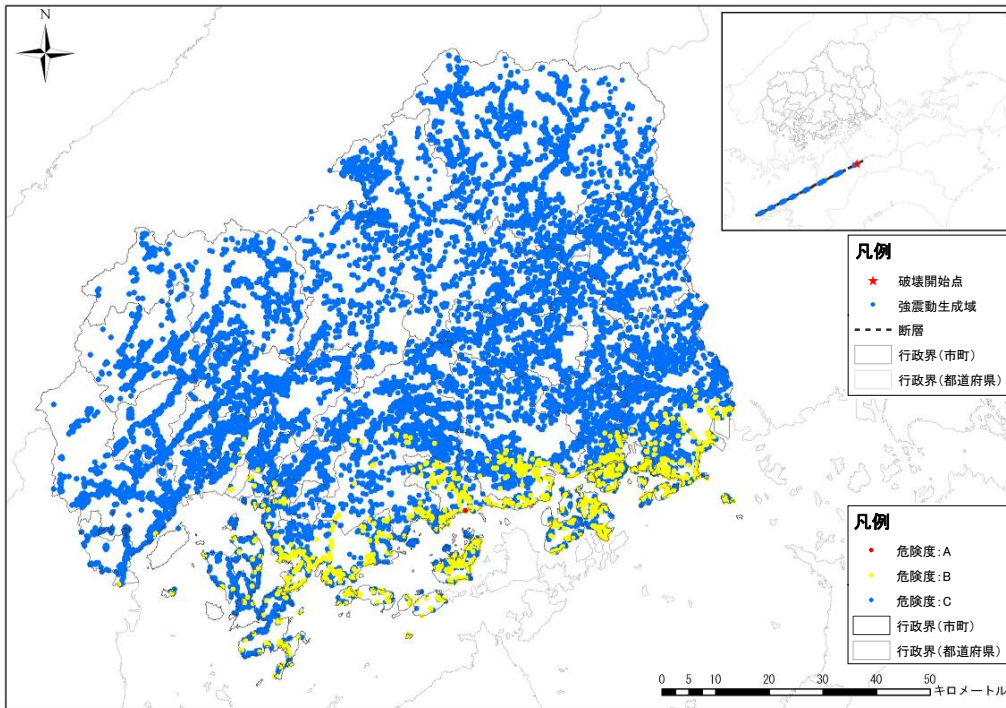 N
凡例
破壊開始点
強震動生成域
断層
行政界(市町)
行政界(都道府県)
凡例
危険度:A
危険度:B
危険度:C
行政界(市町)
行政界(都道府県)
0 5 10 20 30 40 50
キロメートル